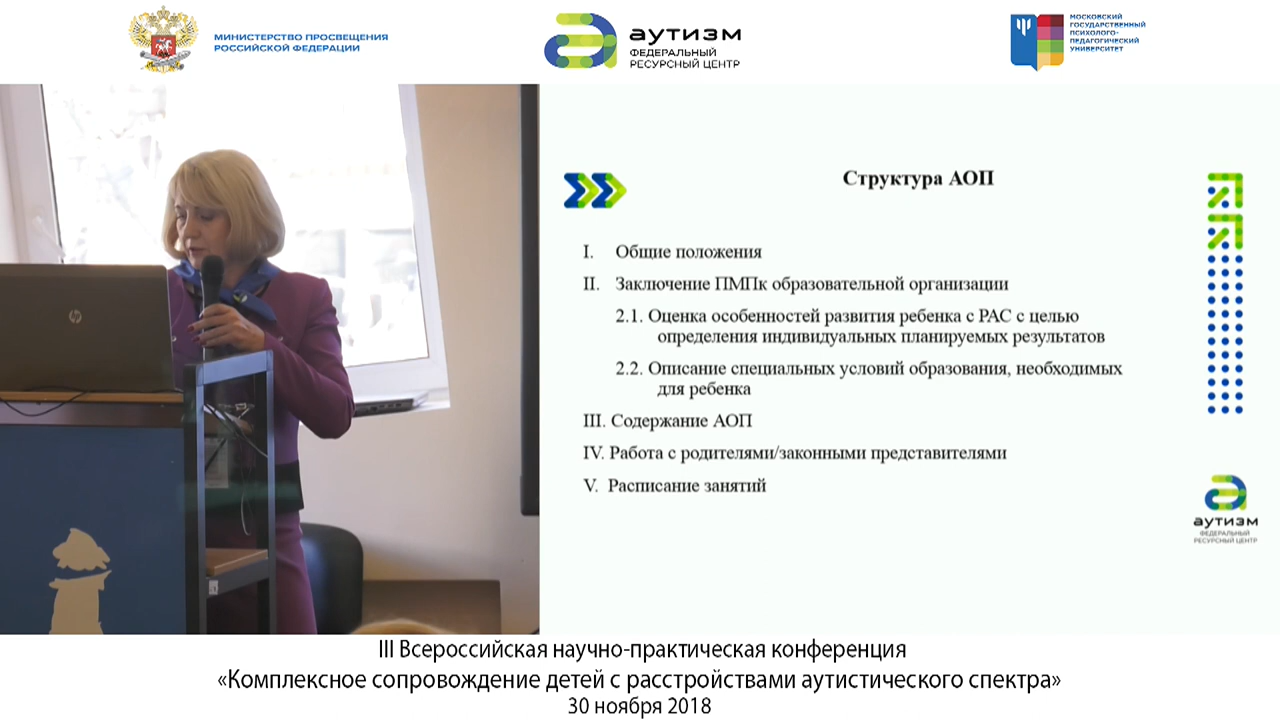 МИНИСТЕРСТВО ПРОСВЕЩЕНИЯ
РОССИЙСКОЙ ФЕДЕРАЦИИ
аутизм
ФЕДЕРАЛЬНЫЙ
РЕСУРСНЫЙ ЦЕНТР
МОСКОВСКИЙ
ГОСУДАРСТВЕННЫЙ
ПСИХОЛОГО-
ПЕДАГОГИЧЕСКИЙ
УНИВЕРСИТЕТ
hp
Структура АОП
I. Общие положения
II. Заключение ПМПк образовательной организации
2.1. Оценка особенностей развития ребенка с РАС с целью
определения индивидуальных планируемых результатов
2.2. Описание специальных условий образования, необходимых
для ребенка
III. Содержание АОП
IV. Работа с родителями/законными представителями
V. Расписание занятий
аутизм
ФЕДЕРАЛЬНЫЙ
РЕСУРСНЫЙ ЦЕНТР
III Всероссийская научно-практическая конференция
«Комплексное сопровождение детей с расстройствами аутистического спектра»
30 ноября 2018